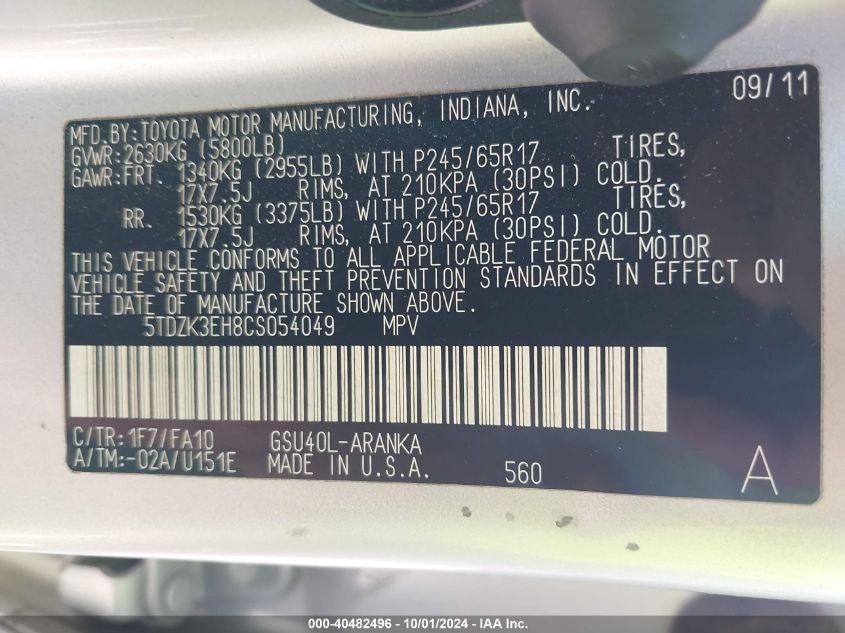 09/11
MFD.BY:TOYOTA MOTOR MANUFACTURING, INDIANA, INC.
GVWR:2630KG (5800LB)
GAWR:FRT. 1340KG (2955LB) WITH P245/65R17 TIRES,
17X7.5J RIMS, AT 210KPA (30PSI) COLD.
RR. 1530KG (3375LB) WITH P245/65R17 TIRES,
17X7.5J RIMS, AT 210KPA (30PSI) COLD.
THIS VEHICLE CONFORMS TO ALL APPLICABLE FEDERAL MOTOR
VEHICLE SAFETY AND THEFT PREVENTION STANDARDS IN EFFECT ON
THE DATE OF MANUFACTURE SHOWN ABOVE.
5TDZK3EH8CS054049 MPV
C/TR:1F7/FA10 GSU40L-ARANKA
A/TM:-02A/U151E MADE IN U.S.A. 560 A
000-40482496 - 10/01/2024 - IAA Inc.